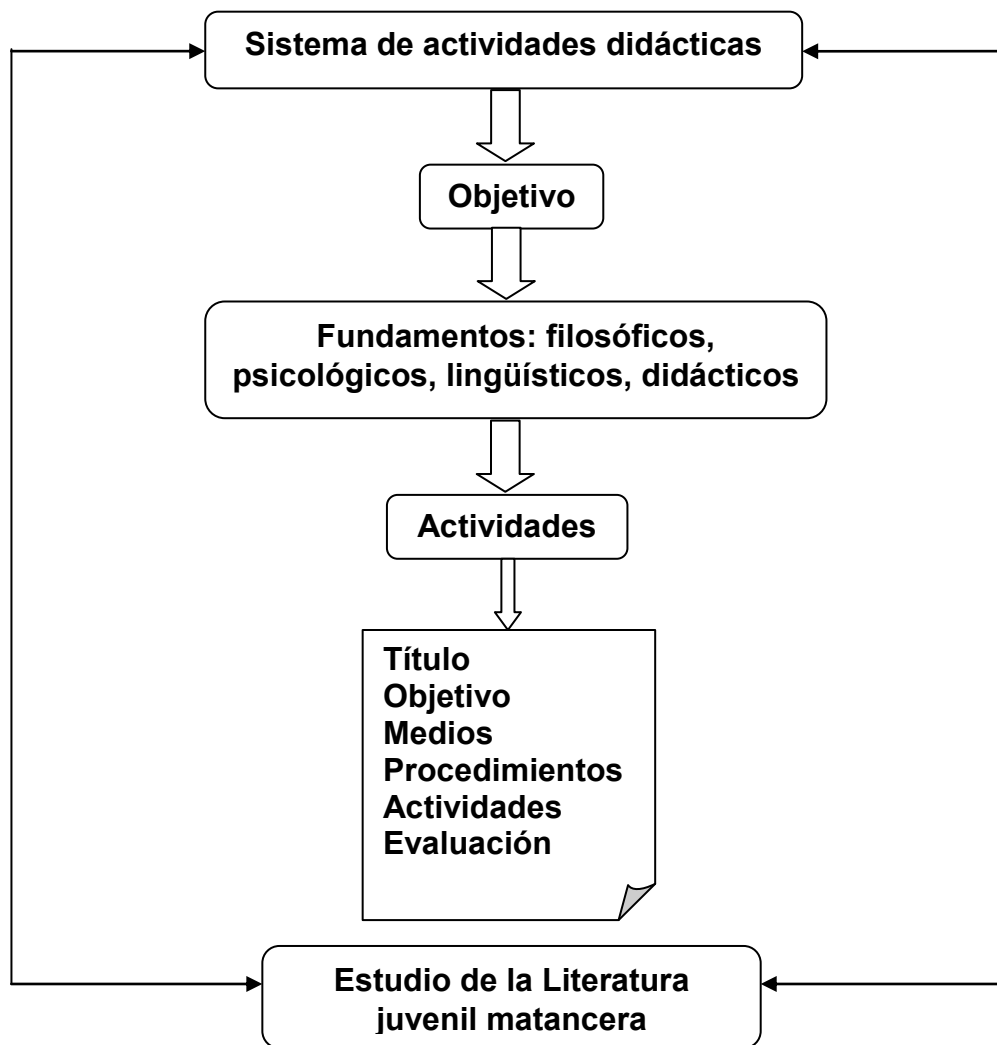 Sistema de actividades didácticas
Objetivo
Fundamentos: filosóficos,
psicológicos, lingüísticos, didácticos
Actividades
Título
Objetivo
Medios
Procedimientos
Actividades
Evaluación
Estudio de la Literatura
juvenil matancera